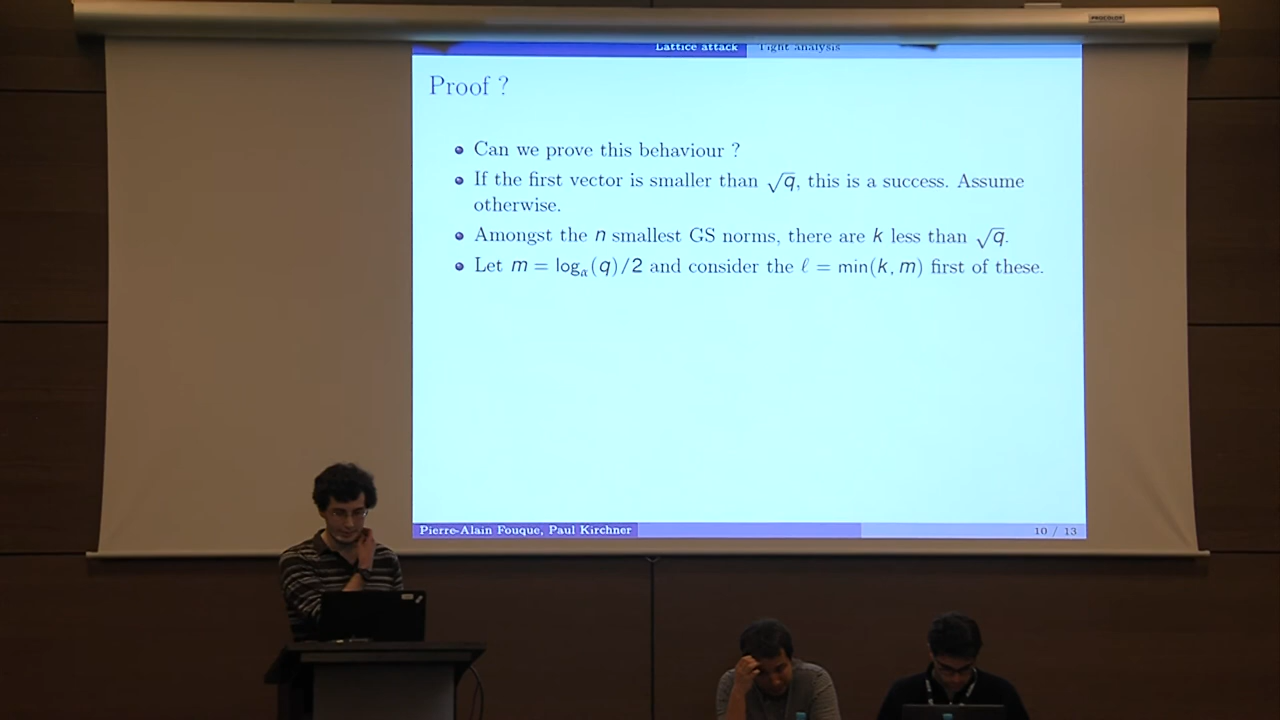 PROCOLOR
Lattice attack Tight analysis
Proof ?
Can we prove this behaviour ?
If the first vector is smaller than √q, this is a success. Assume
otherwise.
Amongst the n smallest GS norms, there are k less than √q.
Let m = logα(q)/2 and consider the ℓ = min(k, m) first of these.
Pierre-Alain Fouque, Paul Kirchner
10 / 13